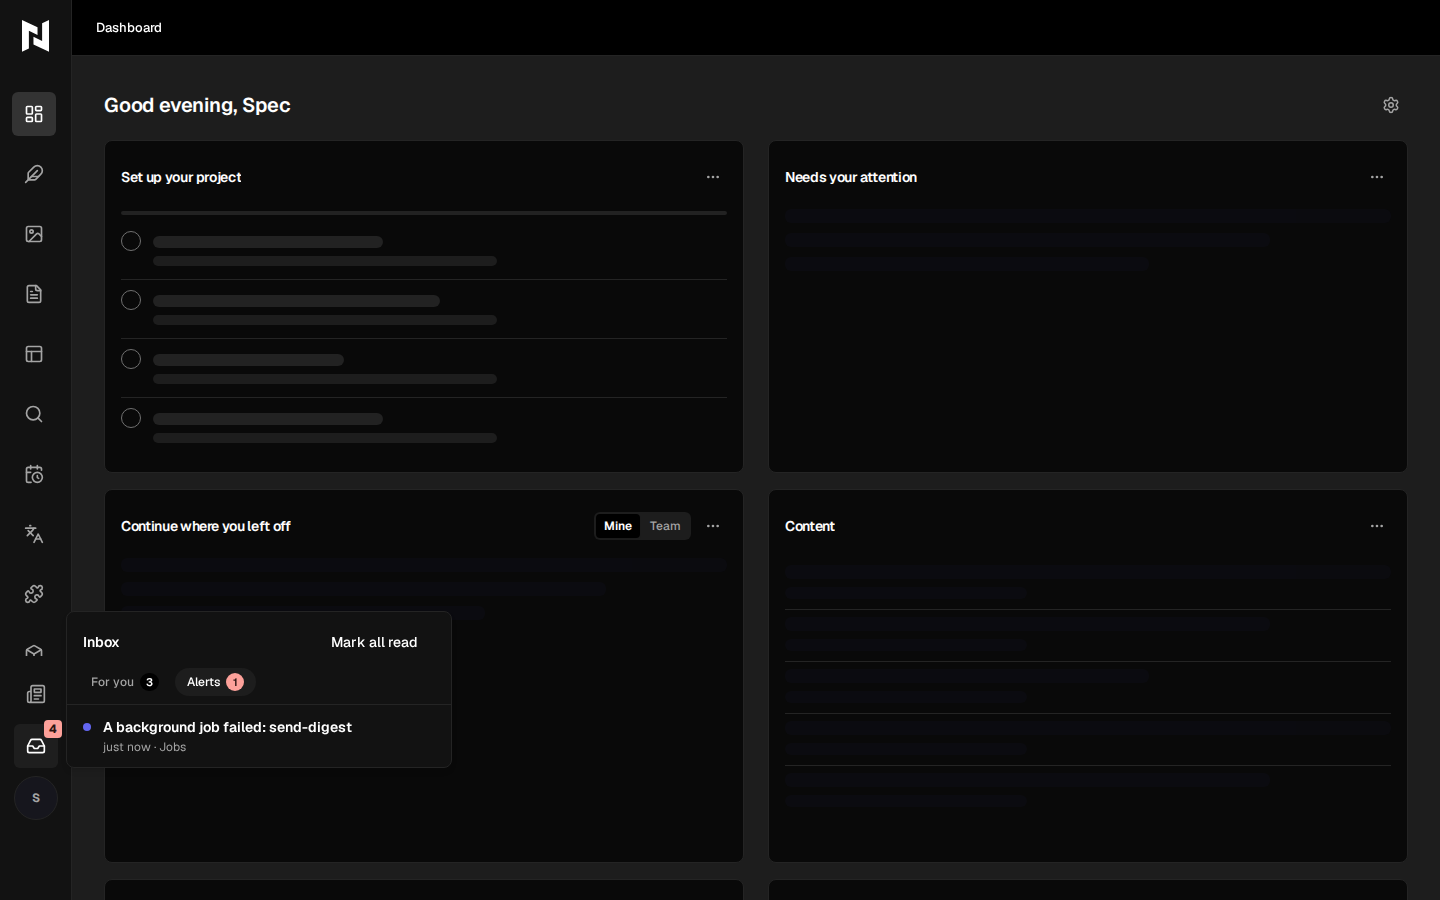 Dashboard
Good evening, Spec
Set up your project
Needs your attention
Continue where you left off
Mine
Team
Content
Inbox
Mark all read
For you 3
Alerts 1
A background job failed: send-digest
just now · Jobs
4
S